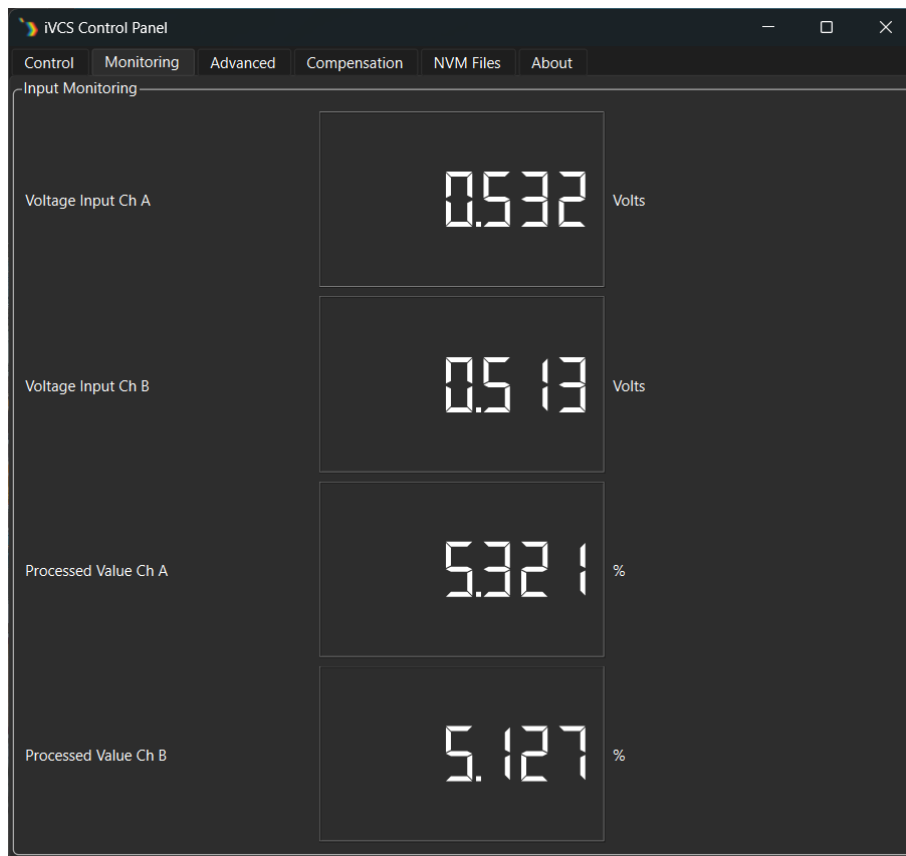 iVCS Control Panel
Control Monitoring Advanced Compensation NVM Files About
Input Monitoring
Voltage Input Ch A 0.532 Volts
Voltage Input Ch B 0.513 Volts
Processed Value Ch A 5.321 %
Processed Value Ch B 5.127 %